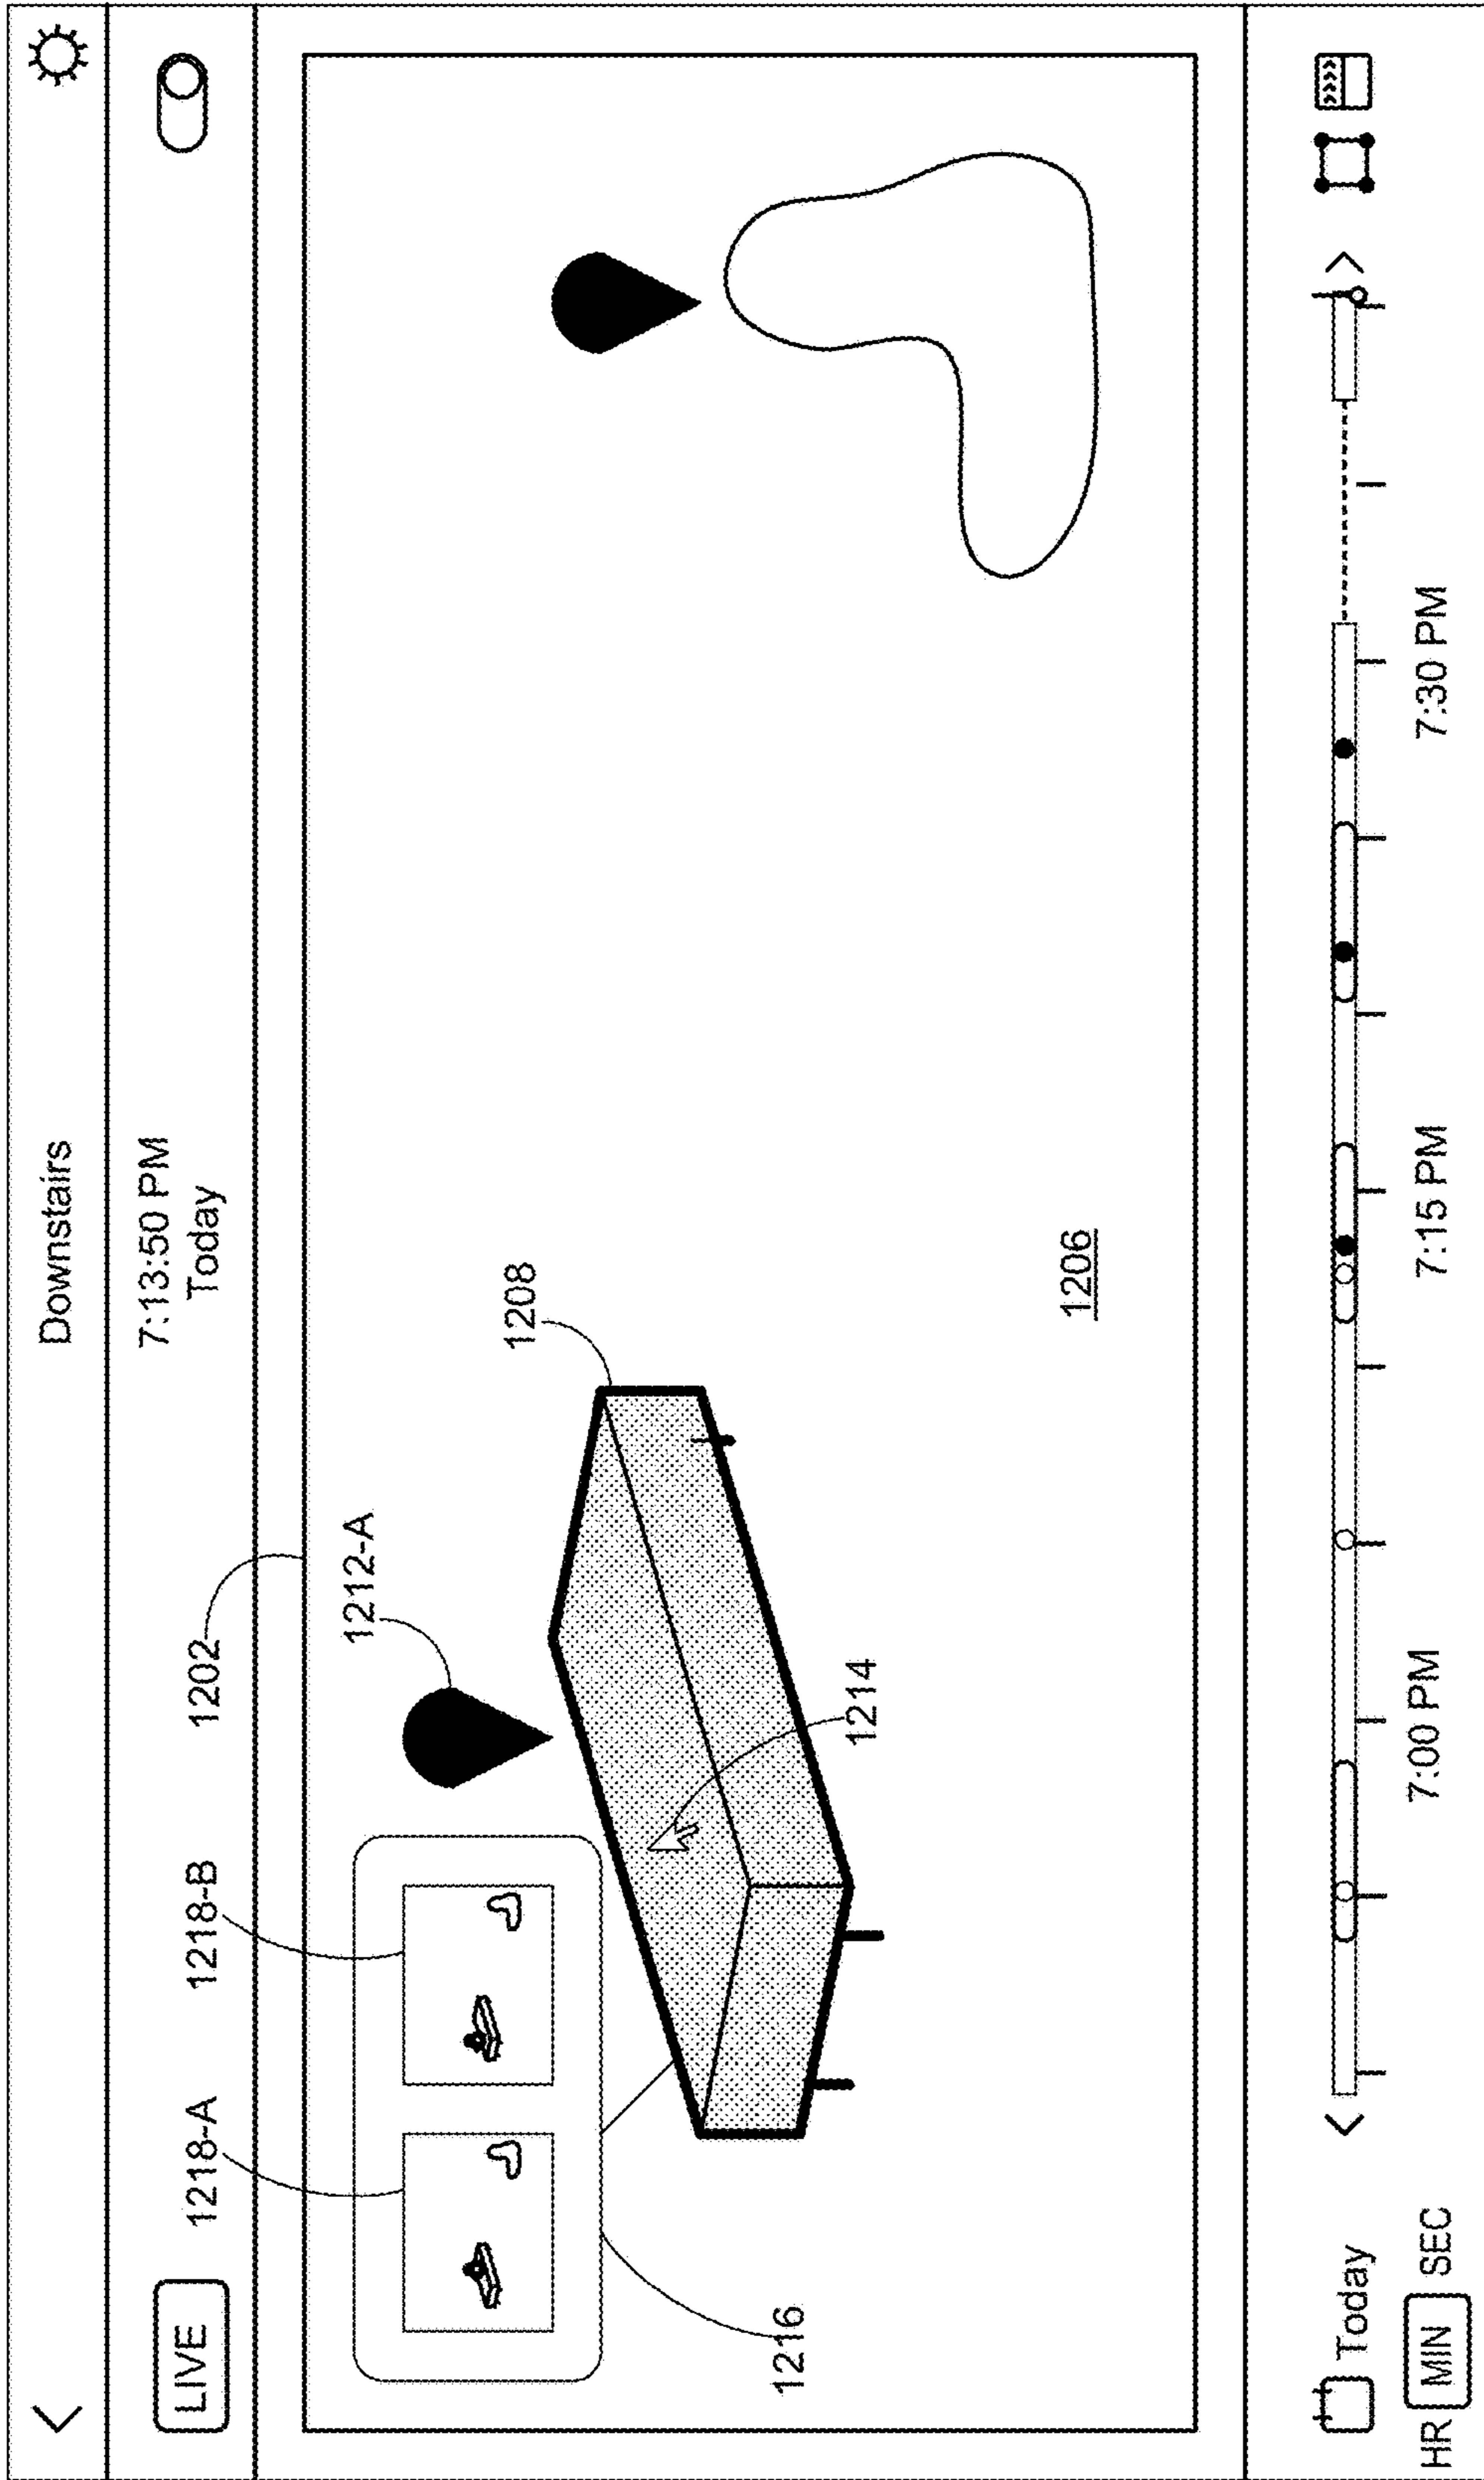 Downstairs
LIVE
7:13:50 PM
Today
1218-A
1218-B
1202
1212-A
1208
1216
1214
1206
Today
HR MIN SEC
7:00 PM
7:15 PM
7:30 PM